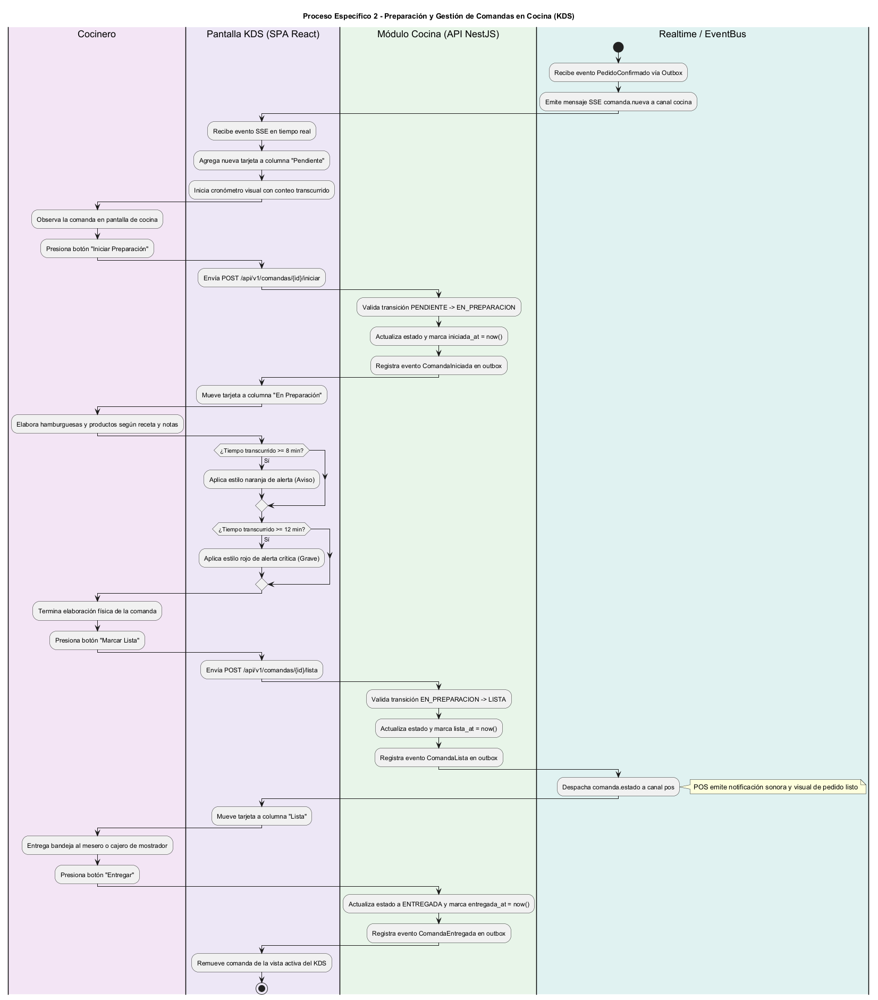 Proceso Específico 2 - Preparación y Gestión de Comandas en Cocina (KDS)
Cocinero
Pantalla KDS (SPA React)
Módulo Cocina (API NestJS)
Realtime / EventBus
Recibe evento PedidoConfirmado vía Outbox
Emite mensaje SSE comanda.nueva a canal cocina
Recibe evento SSE en tiempo real
Agrega nueva tarjeta a columna "Pendiente"
Inicia cronómetro visual con conteo transcurrido
Observa la comanda en pantalla de cocina
Presiona botón "Iniciar Preparación"
Envía POST /api/v1/comandas/{id}/iniciar
Valida transición PENDIENTE -> EN_PREPARACION
Actualiza estado y marca iniciada_at = now()
Registra evento ComandaIniciada en outbox
Mueve tarjeta a columna "En Preparación"
Elabora hamburguesas y productos según receta y notas
¿Tiempo transcurrido >= 8 min?
Sí
Aplica estilo naranja de alerta (Aviso)
¿Tiempo transcurrido >= 12 min?
Sí
Aplica estilo rojo de alerta crítica (Grave)
Termina elaboración física de la comanda
Presiona botón "Marcar Lista"
Envía POST /api/v1/comandas/{id}/lista
Valida transición EN_PREPARACION -> LISTA
Actualiza estado y marca lista_at = now()
Registra evento ComandaLista en outbox
Despacha comanda.estado a canal pos
POS emite notificación sonora y visual de pedido listo
Mueve tarjeta a columna "Lista"
Entrega bandeja al mesero o cajero de mostrador
Presiona botón "Entregar"
Actualiza estado a ENTREGADA y marca entregada_at = now()
Registra evento ComandaEntregada en outbox
Remueve comanda de la vista activa del KDS